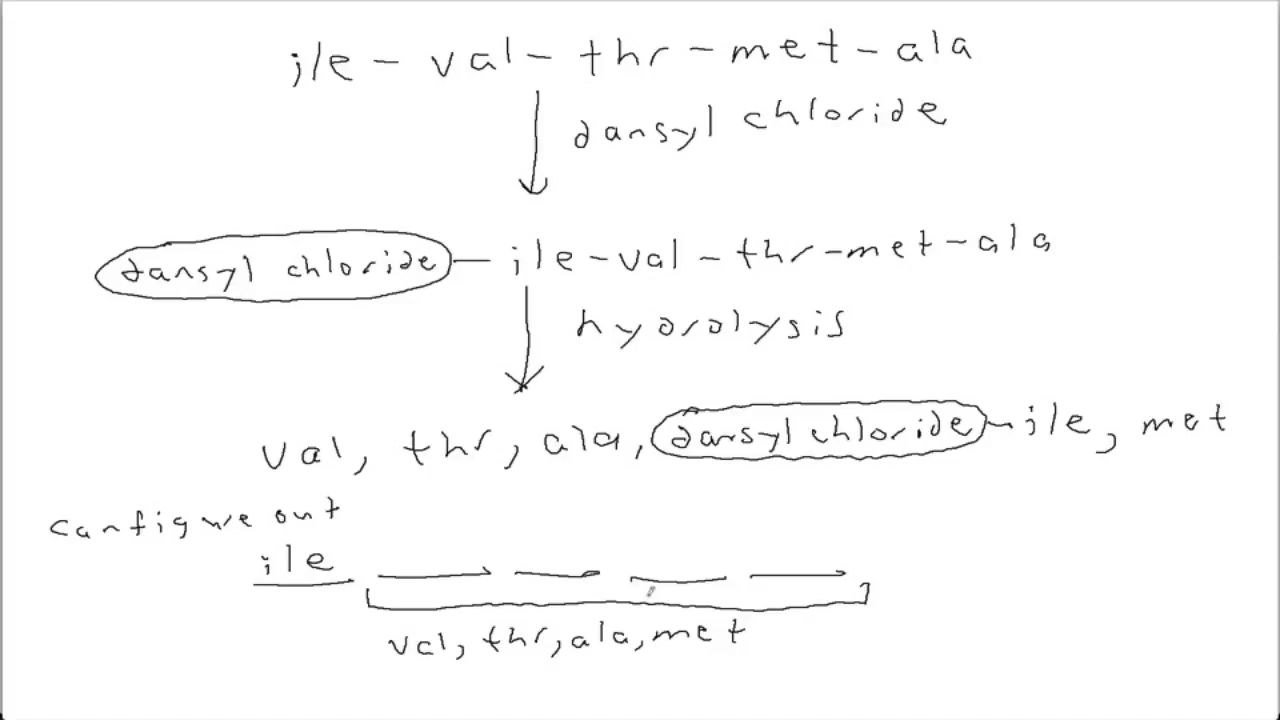 ile - val - thr - met - ala
dansyl chloride
dansyl chloride - ile - val - thr - met - ala
hydrolysis
val, thr, ala, dansyl chloride - ile, met
can figure out
ile
val, thr, ala, met